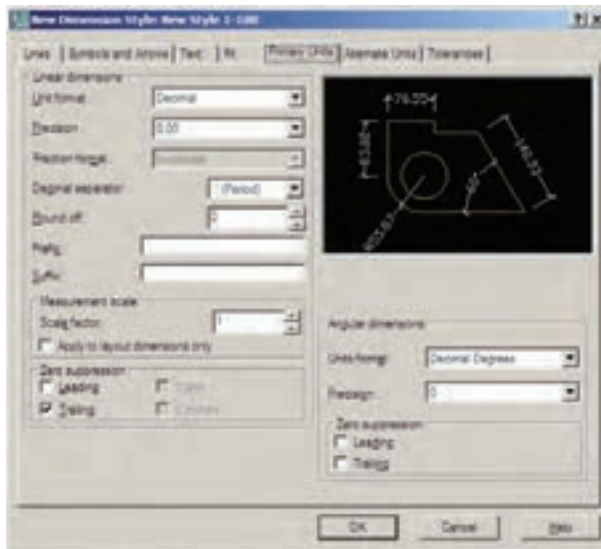 New Dimension Style: New Style 1-
Lines Symbols and Arrows Text Fit Primary Units Alternate Units Tolerances
Linear dimensions
Unit format: Decimal
Precision 0.00
Fraction format:
Decimal separator: '.' (Period)
Round off: 0
Prefix:
Suffix:
Measurement scale
Scale factor: 1
Apply to layout dimensions only
Zero suppression
Leading
Trailing
Angular dimensions
Units format: Decimal Degrees
Precision: 0
Zero suppression
Leading
Trailing
OK Cancel Help